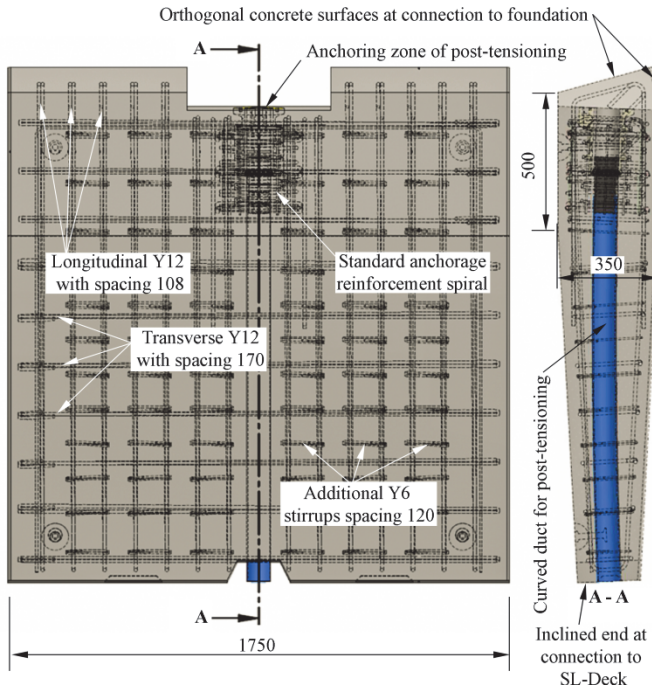 Orthogonal concrete surfaces at connection to foundation
A
Anchoring zone of post-tensioning
500
350
Longitudinal Y12
with spacing 108
Standard anchorage
reinforcement spiral
Transverse Y12
with spacing 170
Curved duct for post-tensioning
Additional Y6
stirrups spacing 120
A
A - A
1750
Inclined end at
connection to
SL-Deck